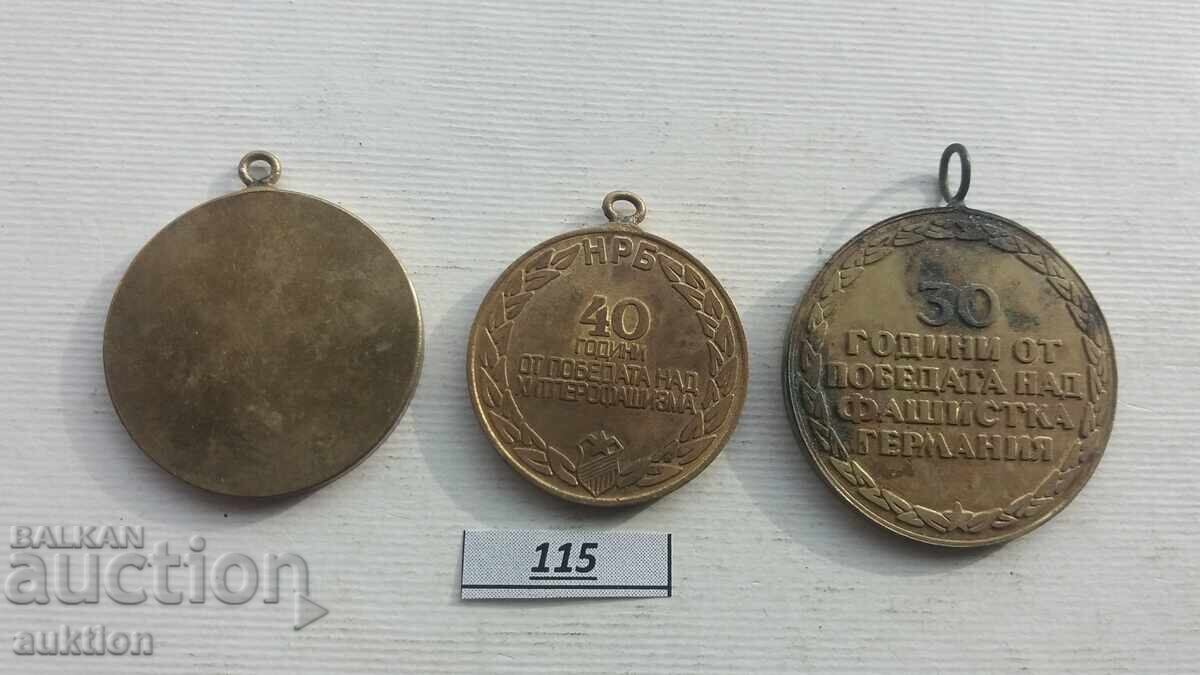 НРБ
40
ГОДИНИ
ОТ ПОБЕДАТА НАД
ХИТЛЕРОФАШИЗМА
30
ГОДИНИ ОТ
ПОБЕДАТА НАД
ФАШИСТКА
ГЕРМАНИЯ
115
BALKAN
auction
auktion